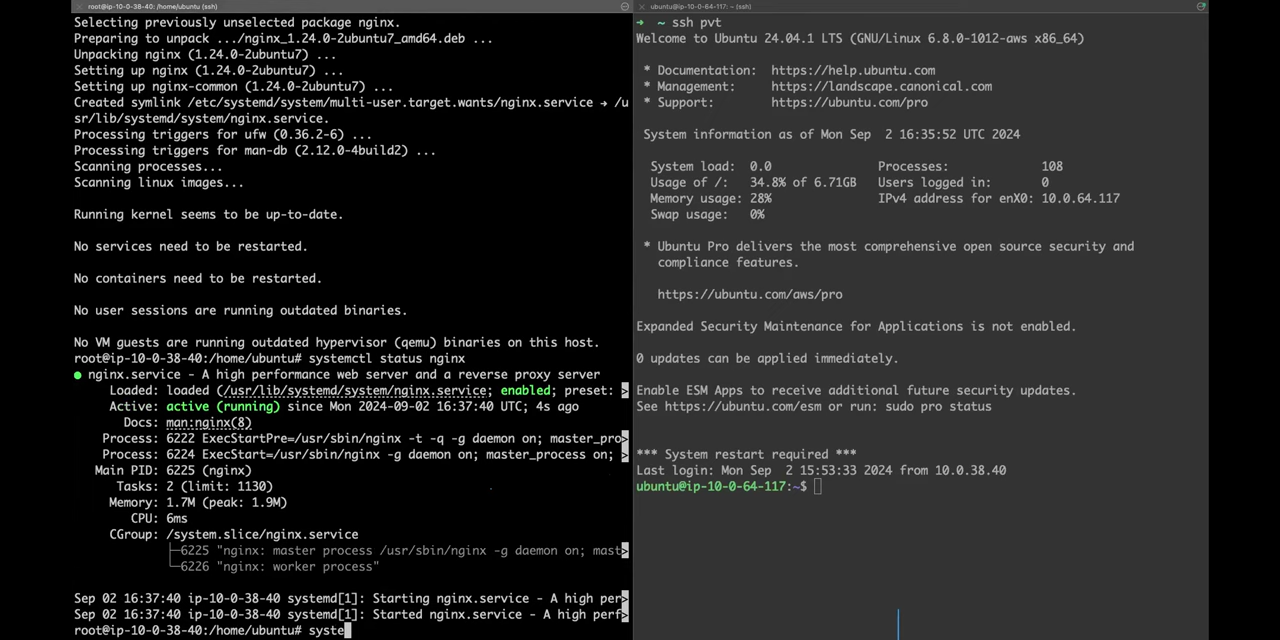 root@ip-10-0-38-40: /home/ubuntu (ssh)
Selecting previously unselected package nginx.
Preparing to unpack .../nginx_1.24.0-2ubuntu7_amd64.deb ...
Unpacking nginx (1.24.0-2ubuntu7) ...
Setting up nginx (1.24.0-2ubuntu7) ...
Setting up nginx-common (1.24.0-2ubuntu7) ...
Created symlink /etc/systemd/system/multi-user.target.wants/nginx.service → /u
sr/lib/systemd/system/nginx.service.
Processing triggers for ufw (0.36.2-6) ...
Processing triggers for man-db (2.12.0-4build2) ...
Scanning processes...
Scanning linux images...
Running kernel seems to be up-to-date.
No services need to be restarted.
No containers need to be restarted.
No user sessions are running outdated binaries.
No VM guests are running outdated hypervisor (qemu) binaries on this host.
root@ip-10-0-38-40:/home/ubuntu# systemctl status nginx
● nginx.service - A high performance web server and a reverse proxy server
Loaded: loaded (/usr/lib/systemd/system/nginx.service; enabled; preset: >
Active: active (running) since Mon 2024-09-02 16:37:40 UTC; 4s ago
Docs: man:nginx(8)
Process: 6222 ExecStartPre=/usr/sbin/nginx -t -q -g daemon on; master_pro>
Process: 6224 ExecStart=/usr/sbin/nginx -g daemon on; master_process on; >
Main PID: 6225 (nginx)
Tasks: 2 (limit: 1130)
Memory: 1.7M (peak: 1.9M)
CPU: 6ms
CGroup: /system.slice/nginx.service
├─6225 "nginx: master process /usr/sbin/nginx -g daemon on; mast>
└─6226 "nginx: worker process"
Sep 02 16:37:40 ip-10-0-38-40 systemd[1]: Starting nginx.service - A high per>
Sep 02 16:37:40 ip-10-0-38-40 systemd[1]: Started nginx.service - A high perf>
root@ip-10-0-38-40:/home/ubuntu# syste
ubuntu@ip-10-0-64-117: ~ (ssh)
➜ ~ ssh pvt
Welcome to Ubuntu 24.04.1 LTS (GNU/Linux 6.8.0-1012-aws x86_64)
* Documentation: https://help.ubuntu.com
* Management: https://landscape.canonical.com
* Support: https://ubuntu.com/pro
System information as of Mon Sep 2 16:35:52 UTC 2024
System load: 0.0 Processes: 108
Usage of /: 34.8% of 6.71GB Users logged in: 0
Memory usage: 28% IPv4 address for enX0: 10.0.64.117
Swap usage: 0%
* Ubuntu Pro delivers the most comprehensive open source security and
compliance features.
https://ubuntu.com/aws/pro
Expanded Security Maintenance for Applications is not enabled.
0 updates can be applied immediately.
Enable ESM Apps to receive additional future security updates.
See https://ubuntu.com/esm or run: sudo pro status
*** System restart required ***
Last login: Mon Sep 2 15:53:33 2024 from 10.0.38.40
ubuntu@ip-10-0-64-117:~$